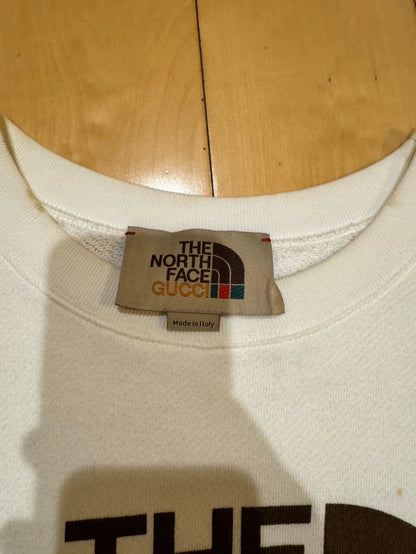 THE
NORTH
FACE
GUCCI
Made in Italy
THE